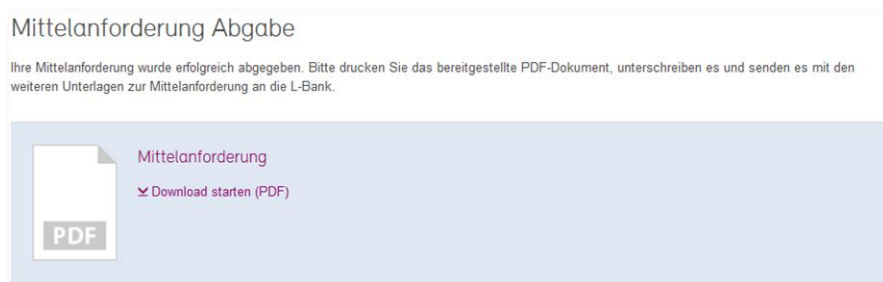 Mittelanforderung Abgabe
Ihre Mittelanforderung wurde erfolgreich abgegeben. Bitte drucken Sie das bereitgestellte PDF-Dokument, unterschreiben es und senden es mit den
weiteren Unterlagen zur Mittelanforderung an die L-Bank.
Mittelanforderung
Download starten (PDF)
PDF